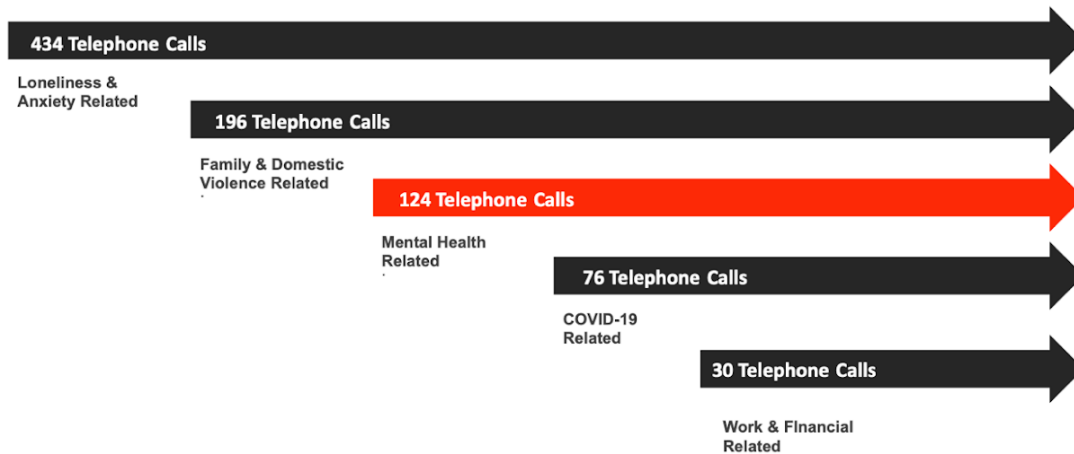 434 Telephone Calls
Loneliness &
Anxiety Related
196 Telephone Calls
Family & Domestic
Violence Related
.
124 Telephone Calls
Mental Health
Related
.
76 Telephone Calls
COVID-19
Related
30 Telephone Calls
Work & FInancial
Related